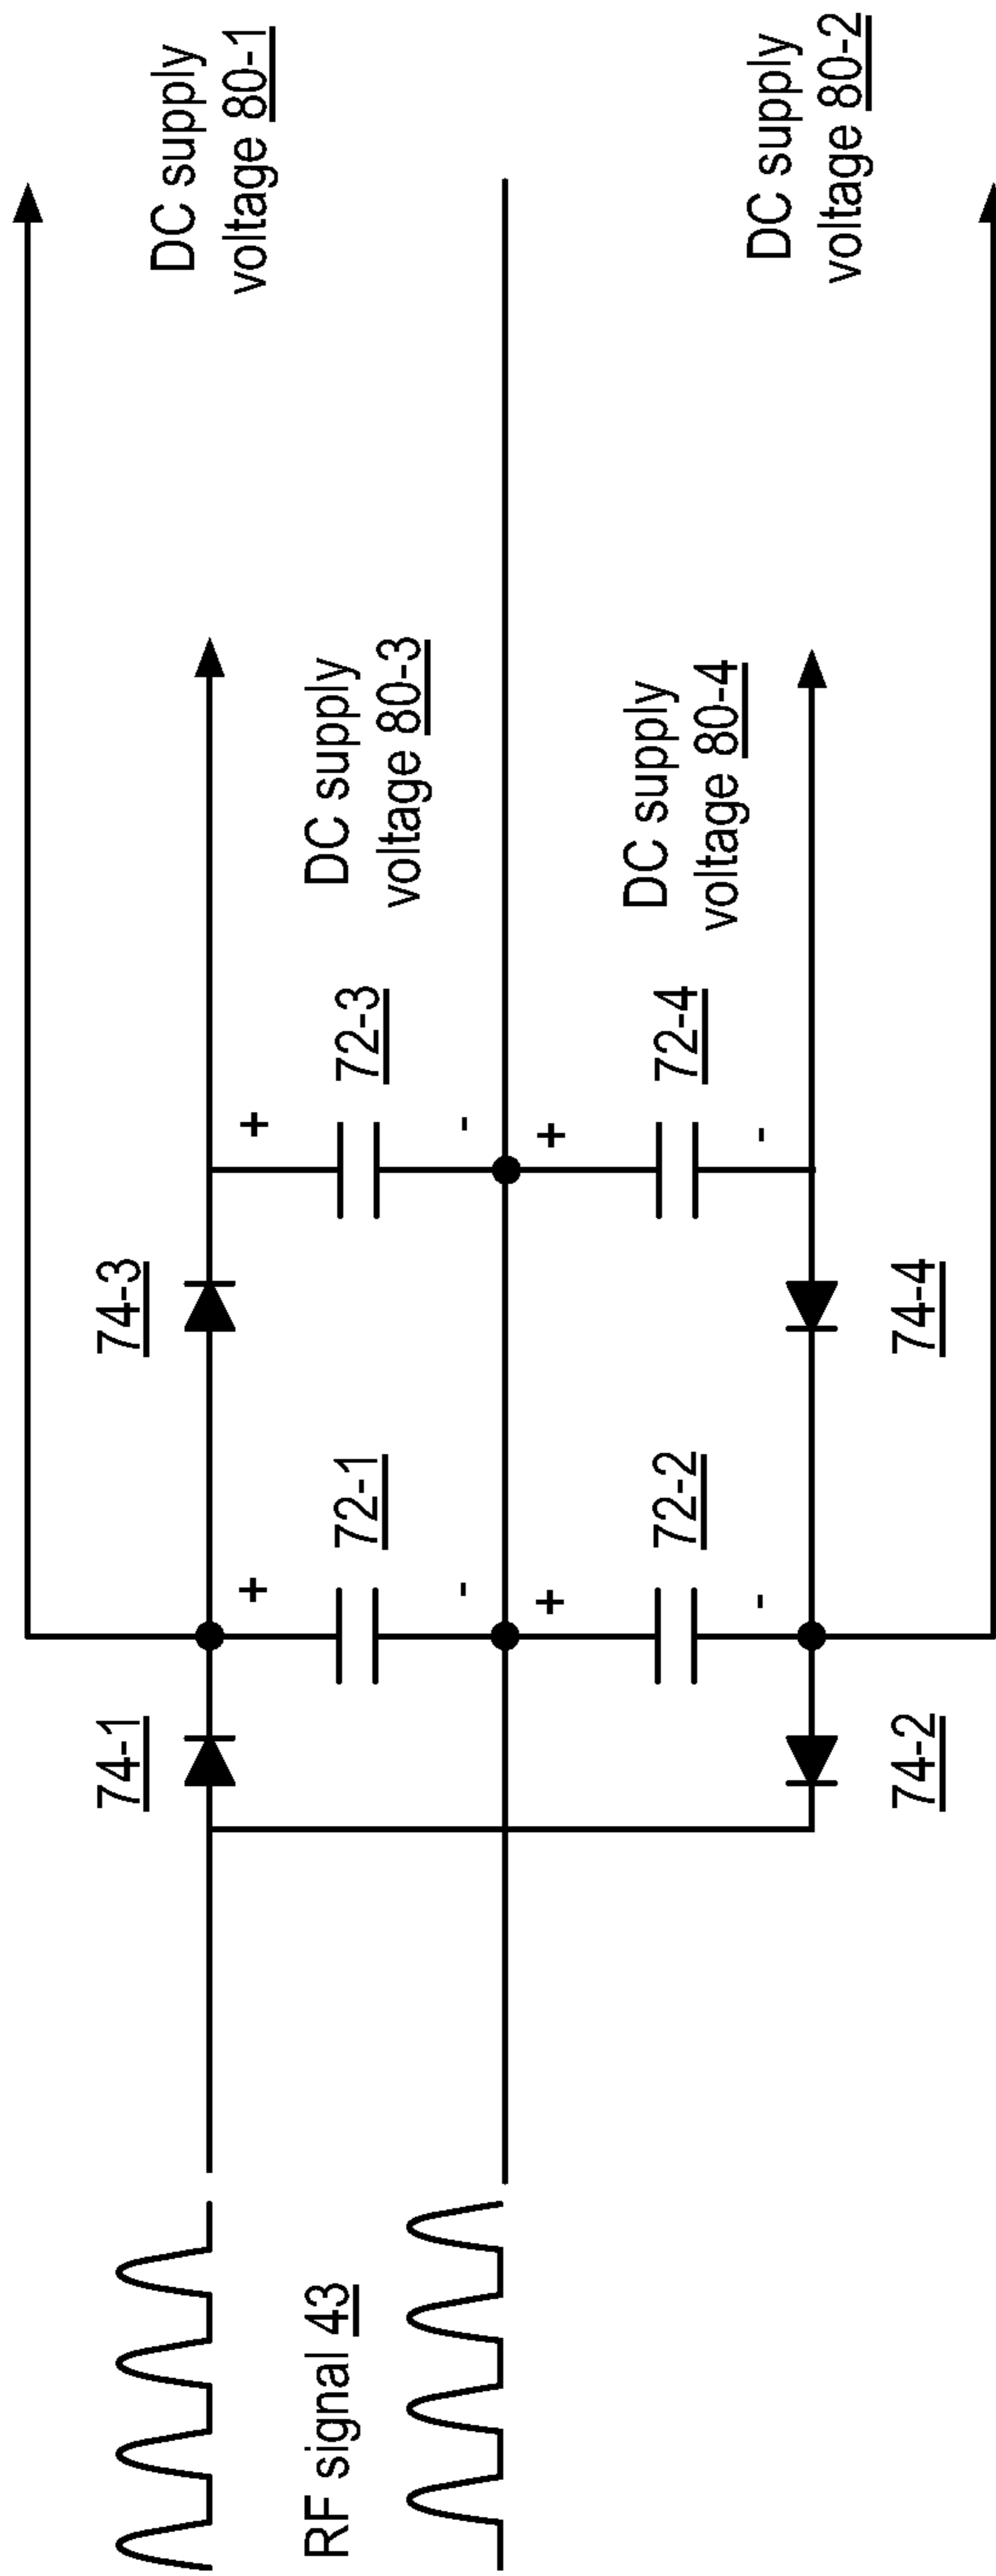 DC supply
voltage 80-1
DC supply
voltage 80-3
74-3
74-1
+
72-3
-
+
72-1
-
RF signal 43
+
72-4
-
+
72-2
-
DC supply
voltage 80-4
74-4
74-2
DC supply
voltage 80-2